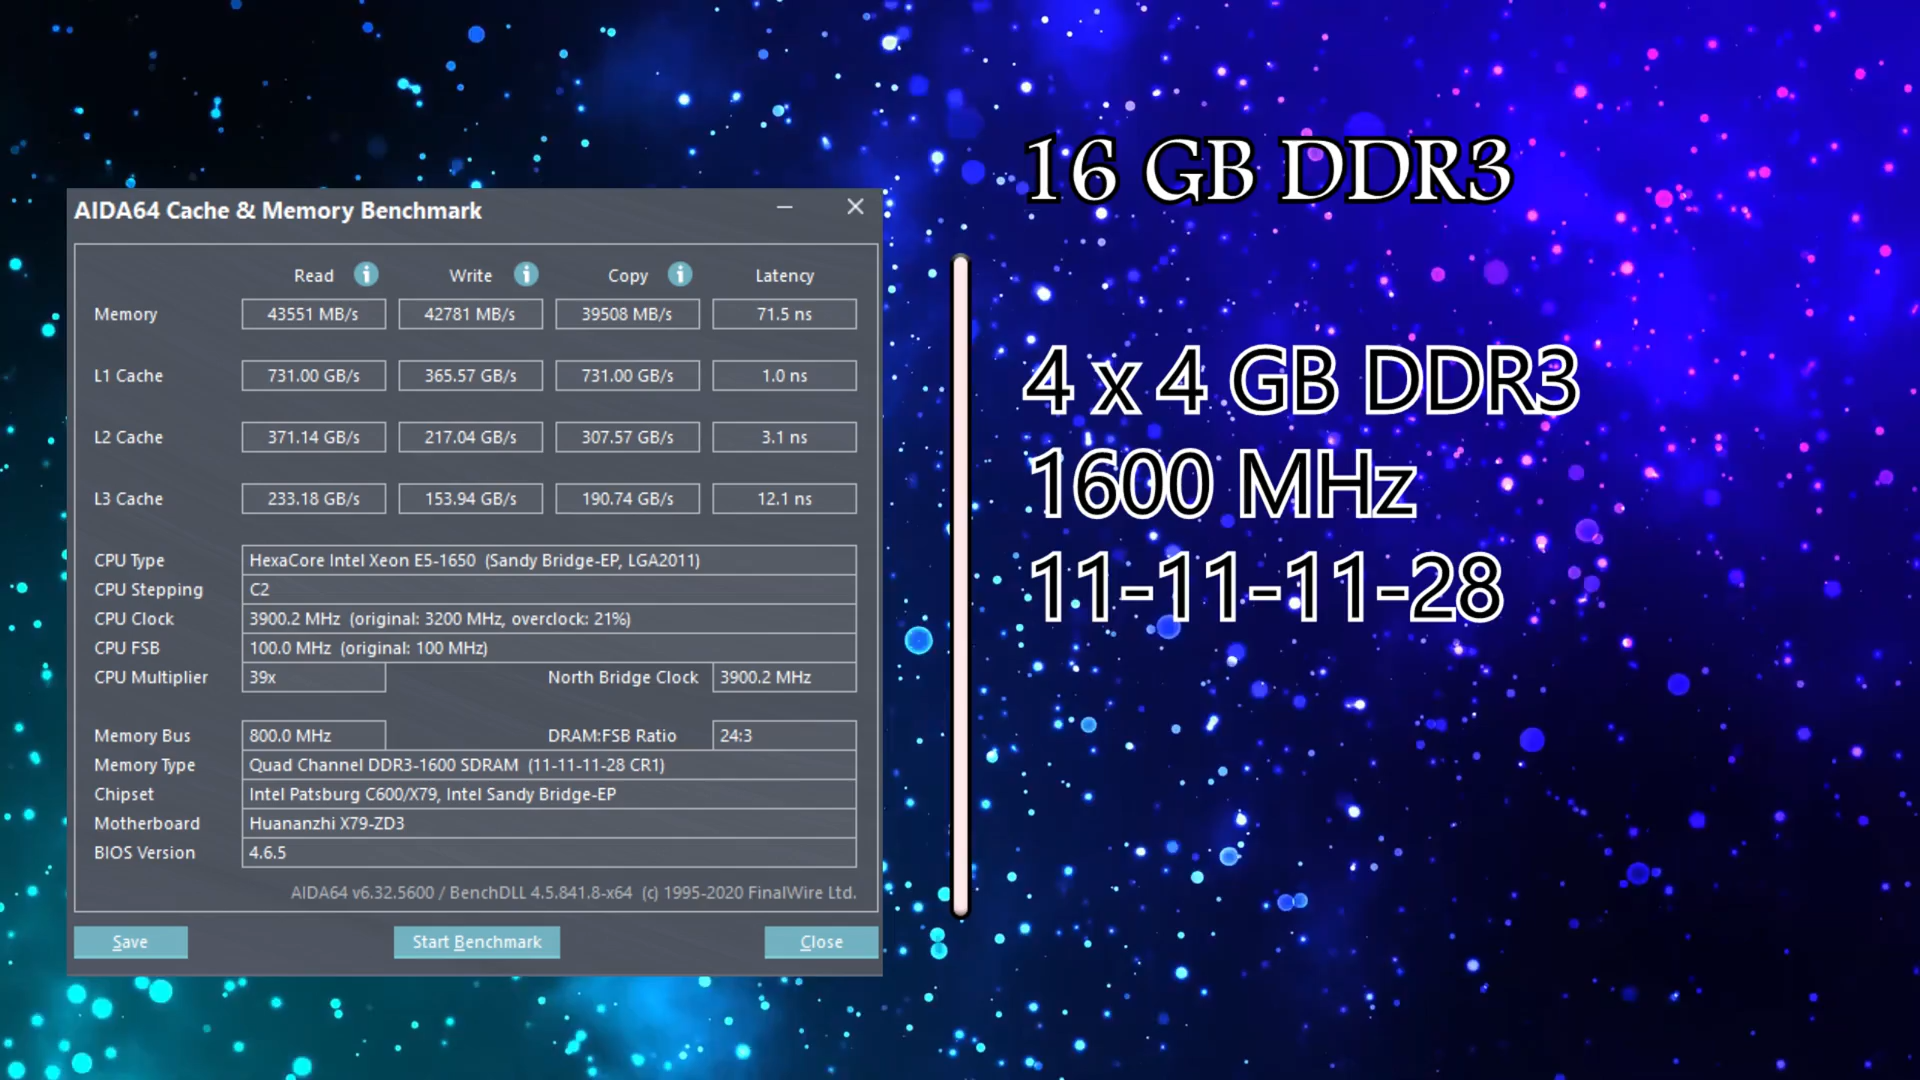 AIDA64 Cache & Memory Benchmark
Read Write Copy Latency
Memory 43551 MB/s 42781 MB/s 39508 MB/s 71.5 ns
L1 Cache 731.00 GB/s 365.57 GB/s 731.00 GB/s 1.0 ns
L2 Cache 371.14 GB/s 217.04 GB/s 307.57 GB/s 3.1 ns
L3 Cache 233.18 GB/s 153.94 GB/s 190.74 GB/s 12.1 ns
CPU Type HexaCore Intel Xeon E5-1650 (Sandy Bridge-EP, LGA2011)
CPU Stepping C2
CPU Clock 3900.2 MHz (original: 3200 MHz, overclock: 21%)
CPU FSB 100.0 MHz (original: 100 MHz)
CPU Multiplier 39x North Bridge Clock 3900.2 MHz
Memory Bus 800.0 MHz DRAM:FSB Ratio 24:3
Memory Type Quad Channel DDR3-1600 SDRAM (11-11-11-28 CR1)
Chipset Intel Patsburg C600/X79, Intel Sandy Bridge-EP
Motherboard Huananzhi X79-ZD3
BIOS Version 4.6.5
AIDA64 v6.32.5600 / BenchDLL 4.5.841.8-x64 (c) 1995-2020 FinalWire Ltd.
Save Start Benchmark Close
16 GB DDR3
4 x 4 GB DDR3
1600 MHz
11-11-11-28